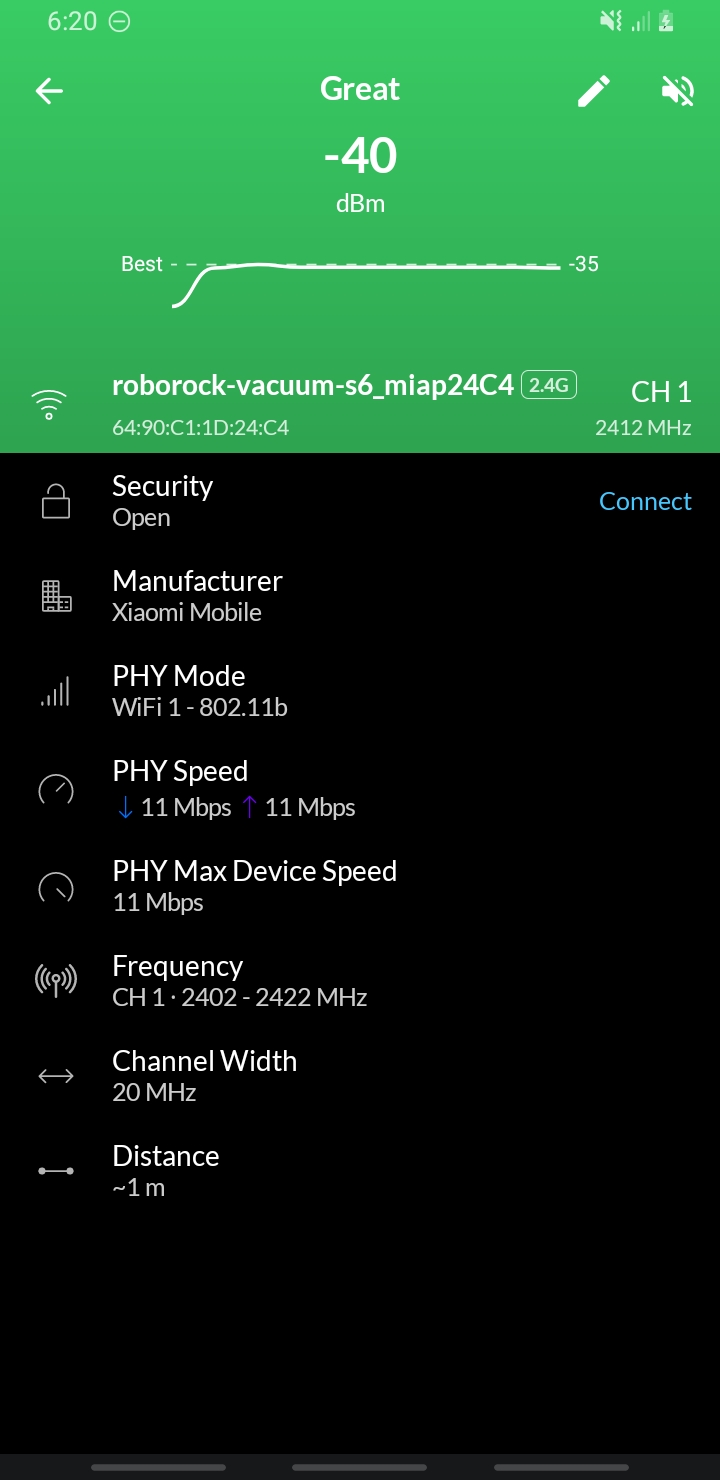 6:20
Great
-40
dBm
Best -35
roborock-vacuum-s6_miap24C4 2.4G CH 1
64:90:C1:1D:24:C4 2412 MHz
Security
Open
Connect
Manufacturer
Xiaomi Mobile
PHY Mode
WiFi 1 - 802.11b
PHY Speed
↓ 11 Mbps ↑ 11 Mbps
PHY Max Device Speed
11 Mbps
Frequency
CH 1 · 2402 - 2422 MHz
Channel Width
20 MHz
Distance
~1 m